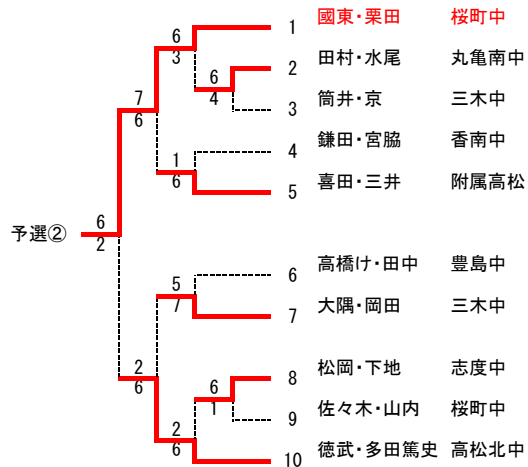 6
3
1 國東・栗田 桜町中
6
4
2 田村・水尾 丸亀南中
3 筒井・京 三木中
7
6
1
6
4 鎌田・宮脇 香南中
5 喜田・三井 附属高松
予選② 6
2
5
7
6 高橋け・田中 豊島中
7 大隅・岡田 三木中
2
6
6
1
8 松岡・下地 志度中
9 佐々木・山内 桜町中
2
6
10 徳武・多田篤史 高松北中